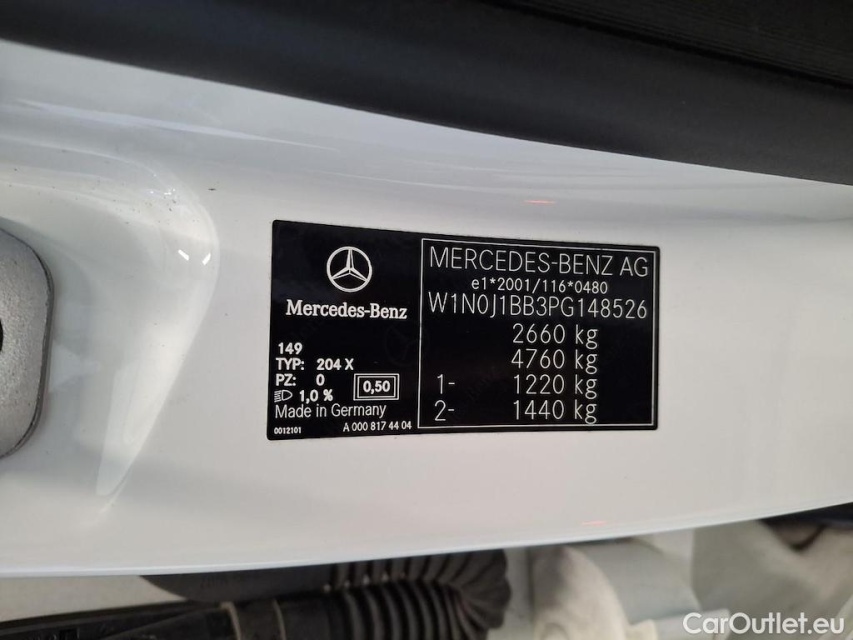 Mercedes-Benz
149
TYP: 204 X
PZ: 0
1,0 %
0,50
Made in Germany
0012101 A 000 817 44 04
MERCEDES-BENZ AG
e1*2001/116*0480
W1N0J1BB3PG148526
2660 kg
4760 kg
1- 1220 kg
2- 1440 kg
CarOutlet.eu